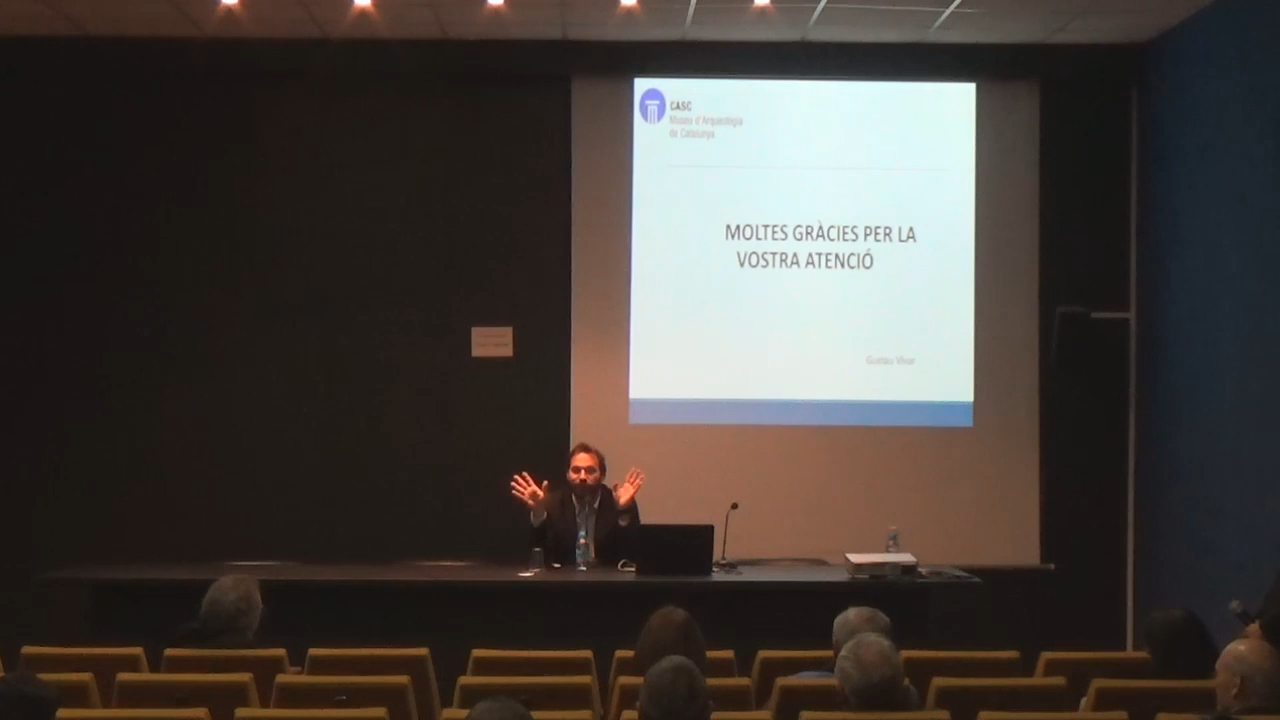 CASC
Museu d'Arqueologia
de Catalunya
MOLTES GRÀCIES PER LA
VOSTRA ATENCIÓ
Gustau Vivar